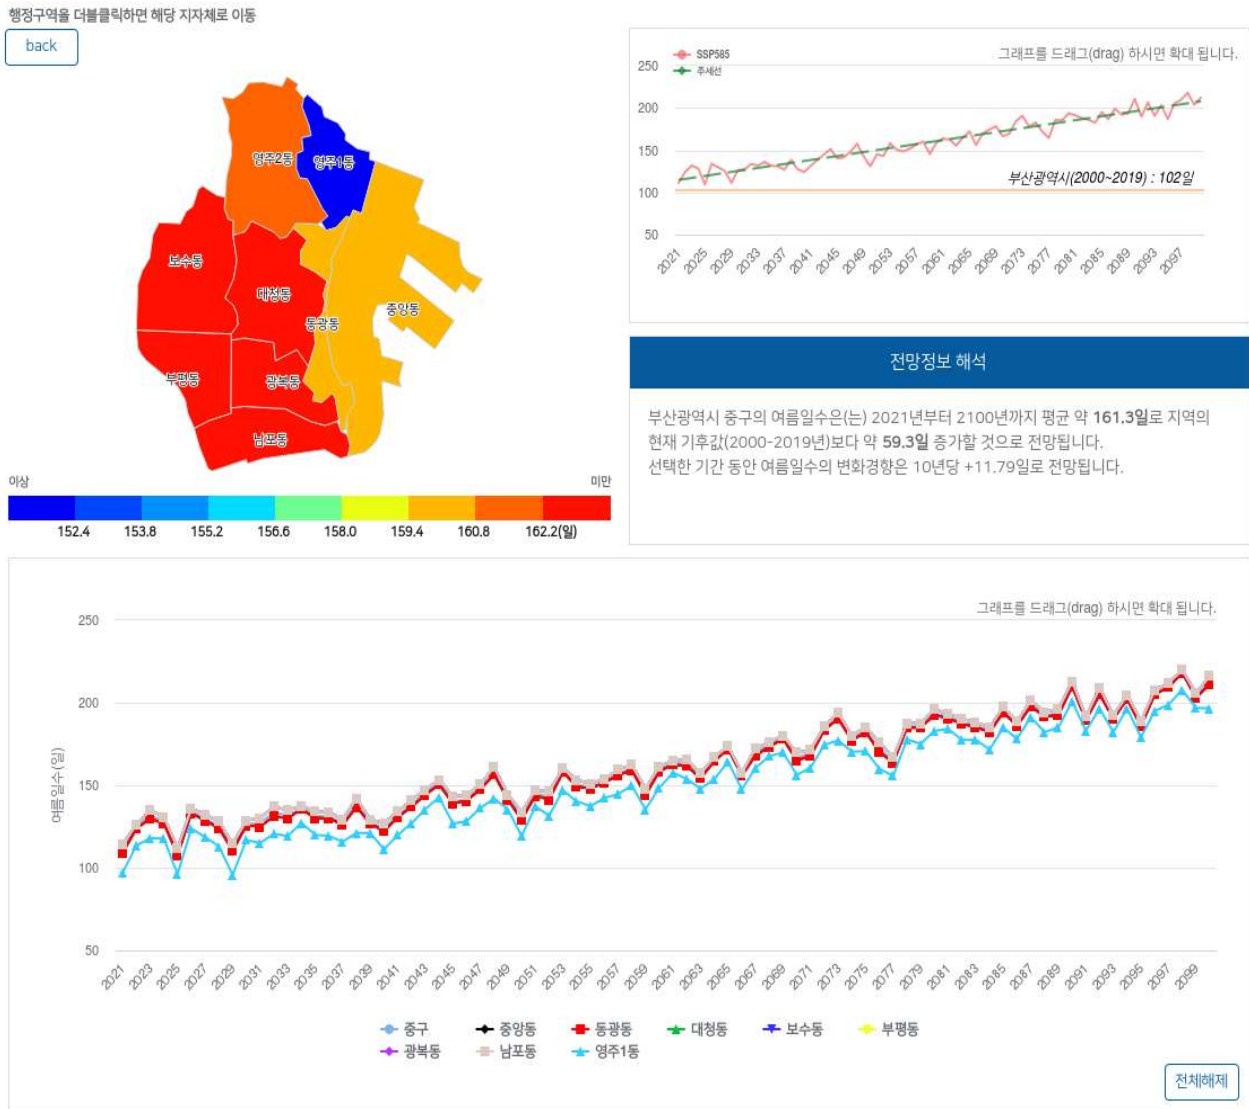 행정구역을 더블클릭하면 해당 지자체로 이동
back
영주2동
영주1동
보수동
대청동
중앙동
동광동
부평동
광복동
남포동
이상
미만
152.4 153.8 155.2 156.6 158.0 159.4 160.8 162.2(일)
그래프를 드래그(drag) 하시면 확대 됩니다.
SSP585
추세선
250
200
150
100
50
부산광역시(2000~2019) : 102일
2021 2025 2029 2033 2037 2041 2045 2049 2053 2057 2061 2065 2069 2073 2077 2081 2085 2089 2093 2097
전망정보 해석
부산광역시 중구의 여름일수은(는) 2021년부터 2100년까지 평균 약 161.3일로 지역의
현재 기후값(2000-2019년)보다 약 59.3일 증가할 것으로 전망됩니다.
선택한 기간 동안 여름일수의 변화경향은 10년당 +11.79일로 전망됩니다.
그래프를 드래그(drag) 하시면 확대 됩니다.
여름일수(일)
250
200
150
100
50
2021 2023 2025 2027 2029 2031 2033 2035 2037 2039 2041 2043 2045 2047 2049 2051 2053 2055 2057 2059 2061 2063 2065 2067 2069 2071 2073 2075 2077 2079 2081 2083 2085 2087 2089 2091 2093 2095 2097 2099
중구 중앙동 동광동 대청동 보수동 부평동
광복동 남포동 영주1동
전체해제